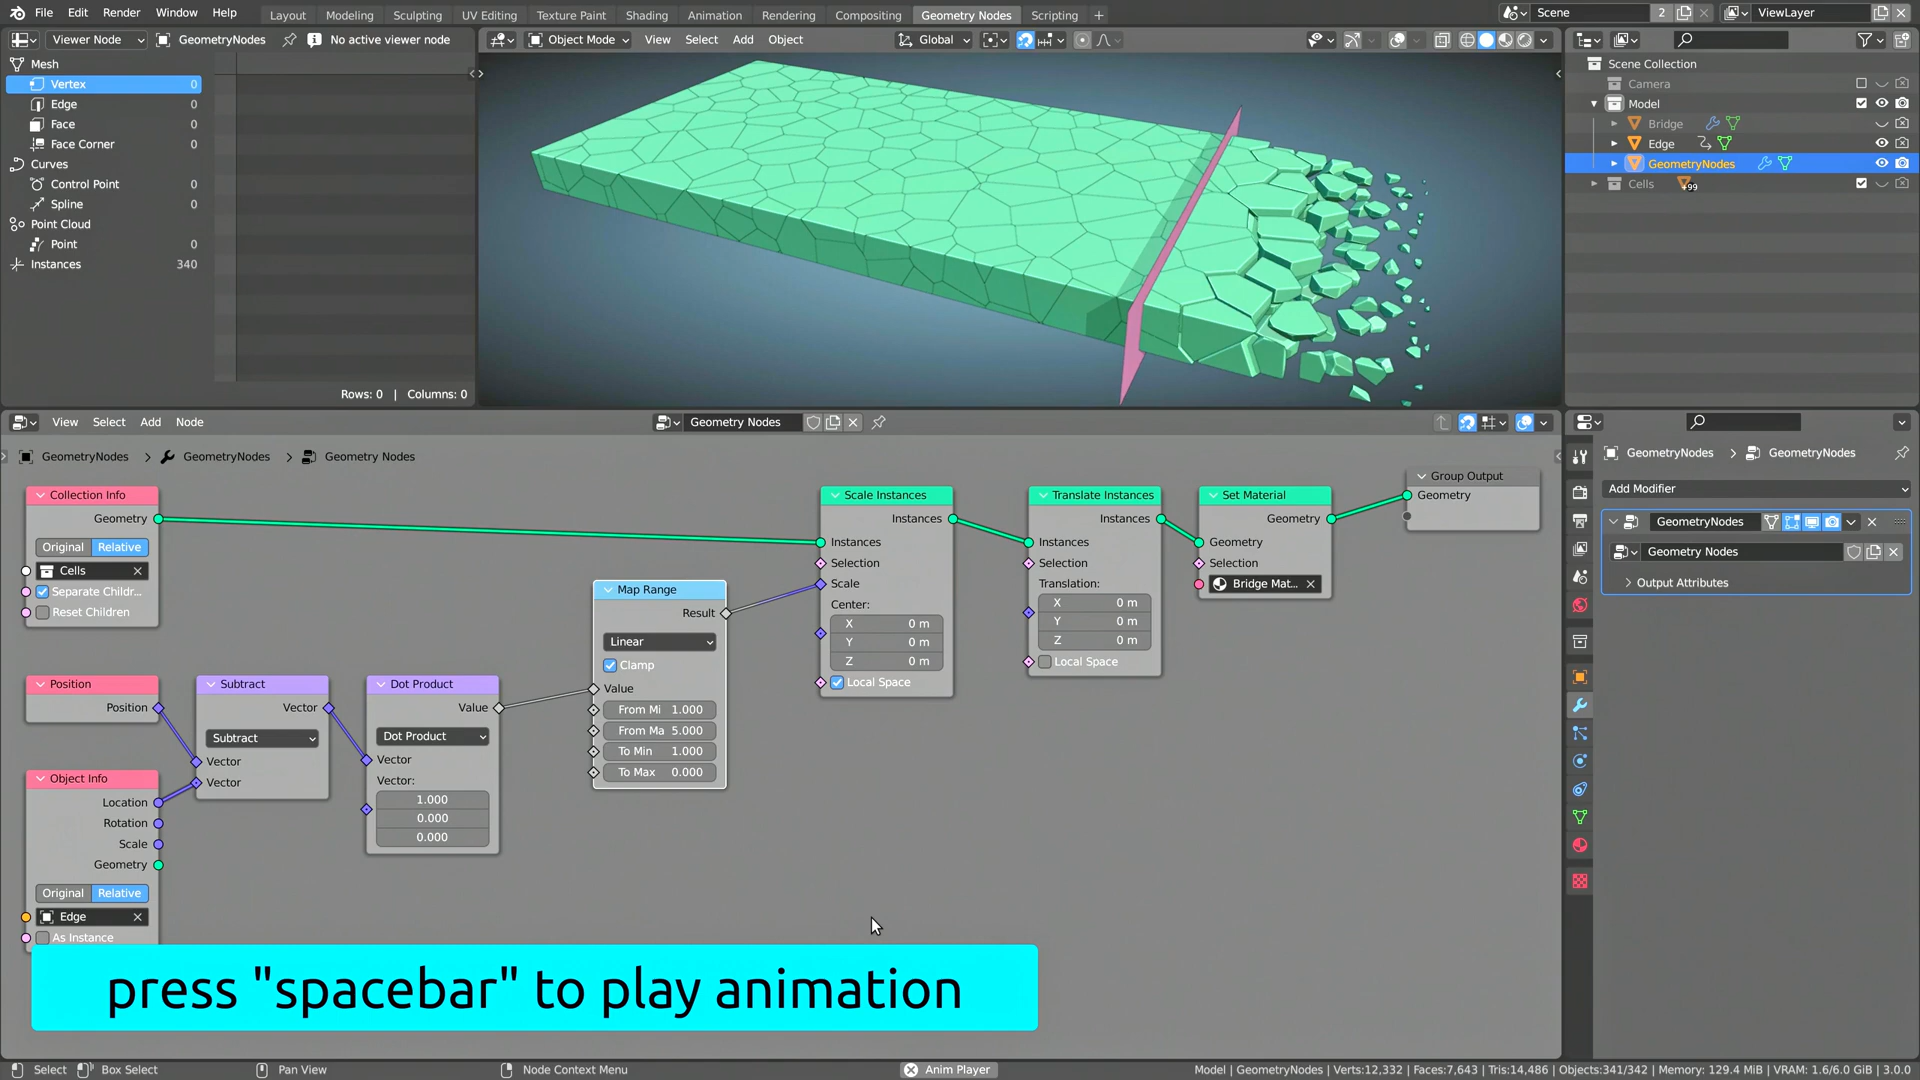 File Edit Render Window Help Layout Modeling Sculpting UV Editing Texture Paint Shading Animation Rendering Compositing Geometry Nodes Scripting + Scene 2 ViewLayer
Viewer Node GeometryNodes No active viewer node
Object Mode View Select Add Object Global
Mesh
Vertex 0
Edge 0
Face 0
Face Corner 0
Curves
Control Point 0
Spline 0
Point Cloud
Point 0
Instances 340
Rows: 0 | Columns: 0
Scene Collection
Camera
Model
Bridge
Edge
GeometryNodes
Cells +99
View Select Add Node Geometry Nodes
GeometryNodes > GeometryNodes > Geometry Nodes
Collection Info
Geometry
Original Relative
Cells
Separate Childr...
Reset Children
Position
Position
Object Info
Location
Rotation
Scale
Geometry
Original Relative
Edge
As Instance
Subtract
Vector
Subtract
Vector
Vector
Dot Product
Value
Dot Product
Vector
Vector:
1.000
0.000
0.000
Map Range
Result
Linear
Clamp
Value
From Mi 1.000
From Ma 5.000
To Min 1.000
To Max 0.000
Scale Instances
Instances
Instances
Selection
Scale
Center:
X 0 m
Y 0 m
Z 0 m
Local Space
Translate Instances
Instances
Instances
Selection
Translation:
X 0 m
Y 0 m
Z 0 m
Local Space
Set Material
Geometry
Geometry
Selection
Bridge Mat...
Group Output
Geometry
GeometryNodes > GeometryNodes
Add Modifier
GeometryNodes
Geometry Nodes
Output Attributes
press "spacebar" to play animation
Select Box Select Pan View Node Context Menu Anim Player Model | GeometryNodes | Verts:12,332 | Faces:7,643 | Tris:14,486 | Objects:341/342 | Memory: 129.4 MiB | VRAM: 1.6/6.0 GiB | 3.0.0